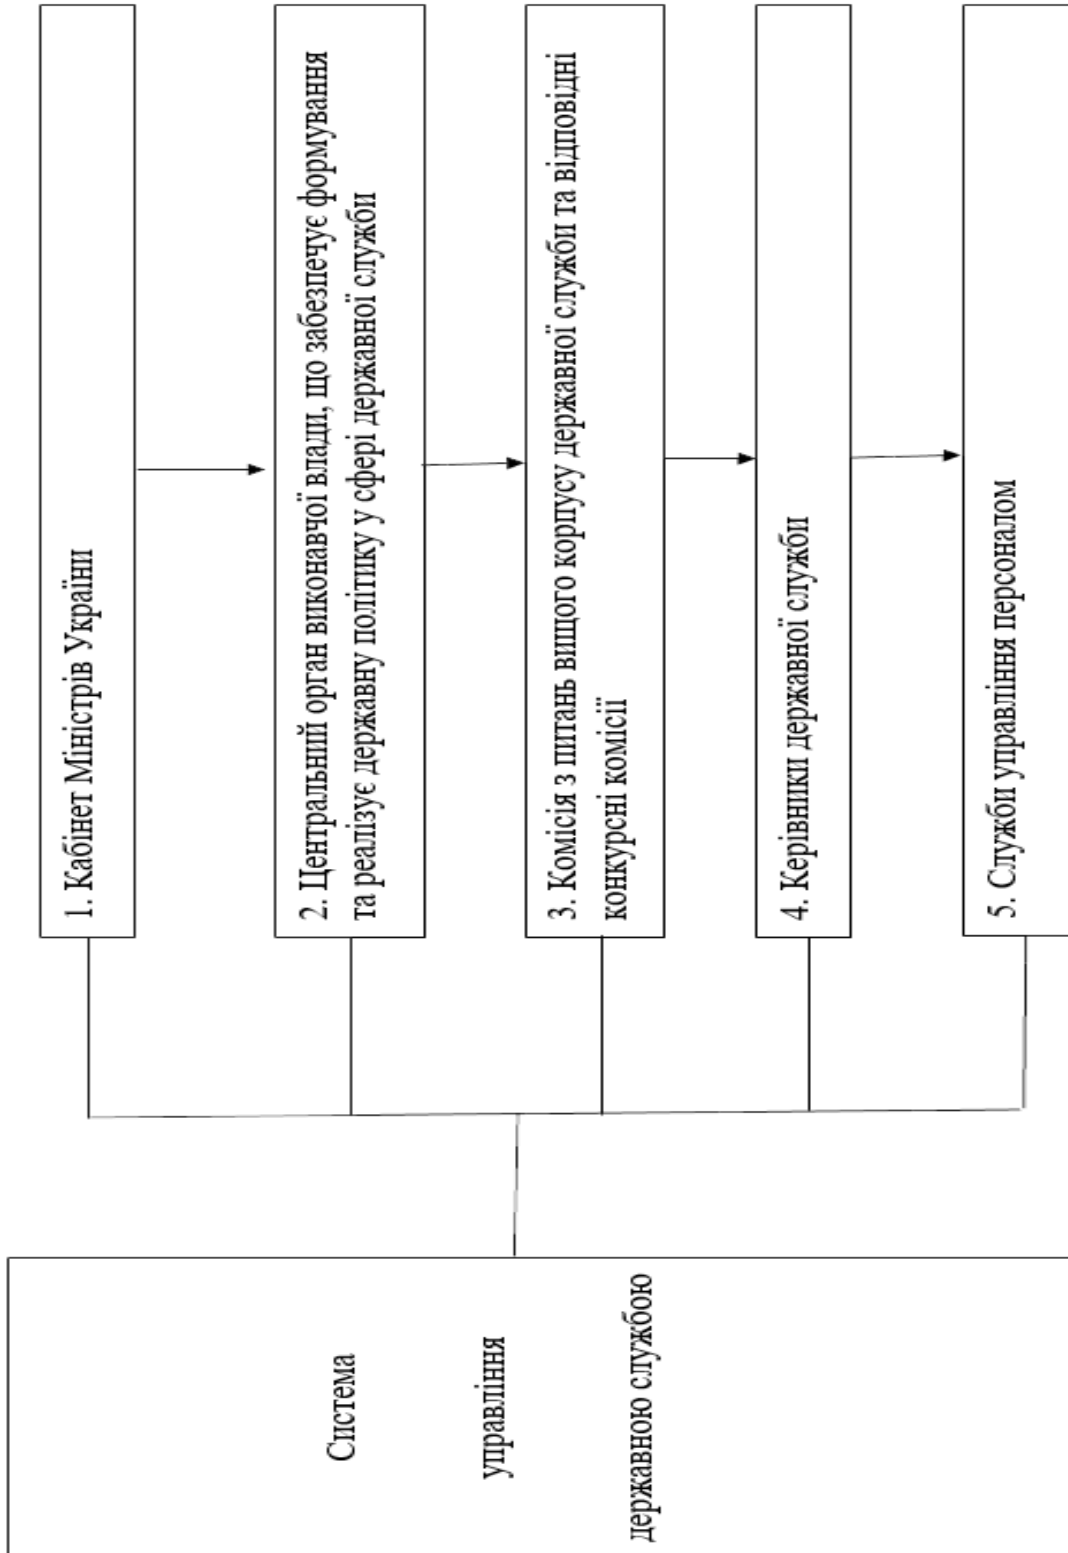 Система
управління
державною службою
1. Кабінет Міністрів України
2. Центральний орган виконавчої влади, що забезпечує формування
та реалізує державну політику у сфері державної служби
3. Комісія з питань вищого корпусу державної служби та відповідні
конкурсні комісії
4. Керівники державної служби
5. Служби управління персоналом